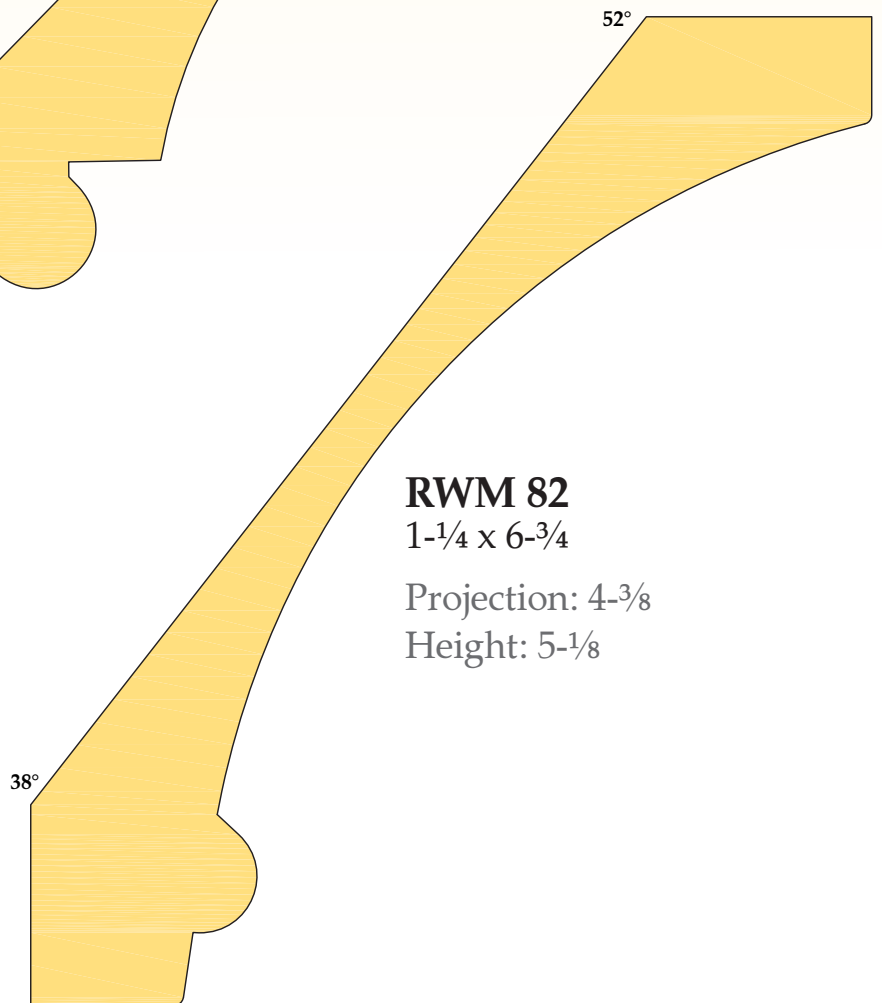 52°
RWM 82
1-¼ x 6-¾
Projection: 4-⅜
Height: 5-⅛
38°